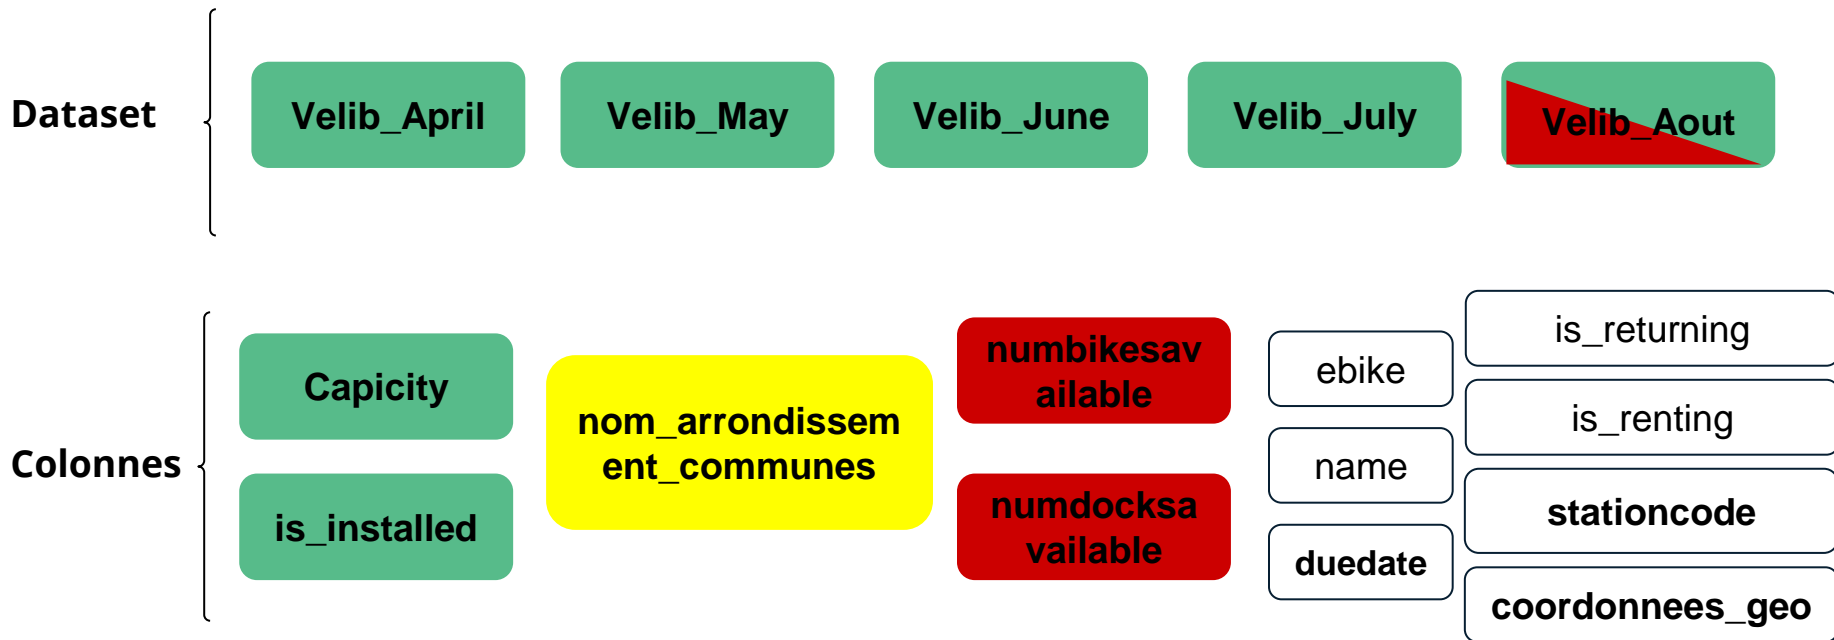 Dataset
Velib_April
Velib_May
Velib_June
Velib_July
Velib_Aout
Colonnes
Capicity
is_installed
nom_arrondissem
ent_communes
numbikesav
ailable
numdocksa
vailable
ebike
name
duedate
is_returning
is_renting
stationcode
coordonnees_geo